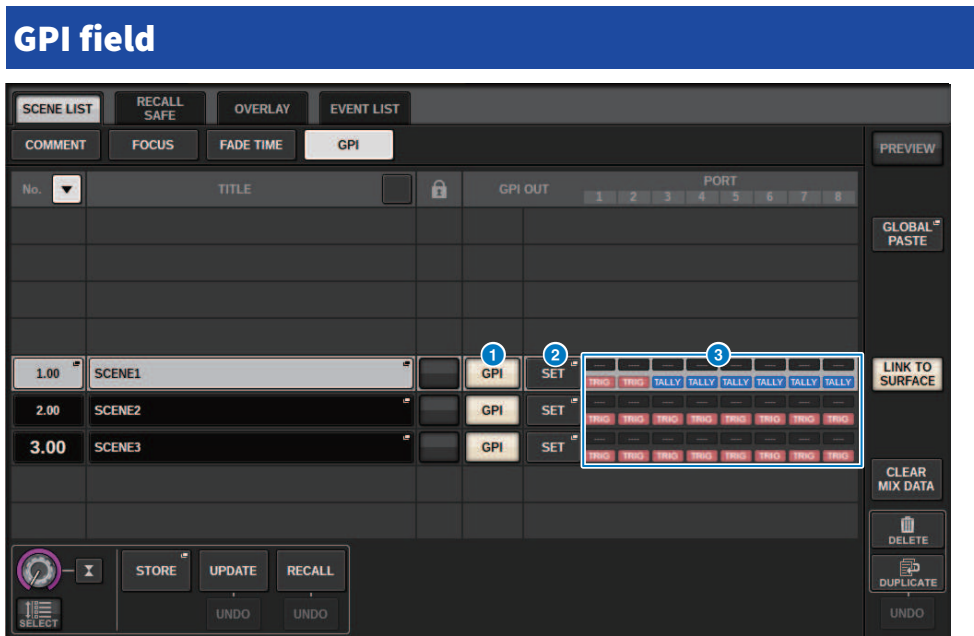 GPI field
SCENE LIST
RECALL
SAFE
OVERLAY
EVENT LIST
COMMENT
FOCUS
FADE TIME
GPI
PREVIEW
No.
TITLE
GPI OUT
PORT
1 2 3 4 5 6 7 8
GLOBAL
PASTE
1 2 3
1.00 SCENE1 GPI SET --- --- --- --- --- --- --- ---
TRIG TRIG TALLY TALLY TALLY TALLY TALLY TALLY
LINK TO
SURFACE
2.00 SCENE2 GPI SET --- --- --- --- --- --- --- ---
TRIG TRIG TRIG TRIG TRIG TRIG TRIG TRIG
3.00 SCENE3 GPI SET --- --- --- --- --- --- --- ---
TRIG TRIG TRIG TRIG TRIG TRIG TRIG TRIG
CLEAR
MIX DATA
DELETE
STORE
UPDATE
RECALL
DUPLICATE
SELECT
UNDO
UNDO
UNDO